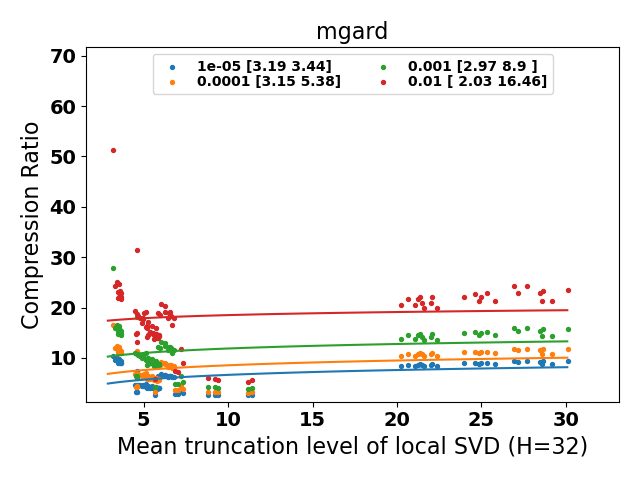 mgard
1e-05 [3.19 3.44]
0.0001 [3.15 5.38]
0.001 [2.97 8.9 ]
0.01 [ 2.03 16.46]
Compression Ratio
70
60
50
40
30
20
10
5 10 15 20 25 30
Mean truncation level of local SVD (H=32)